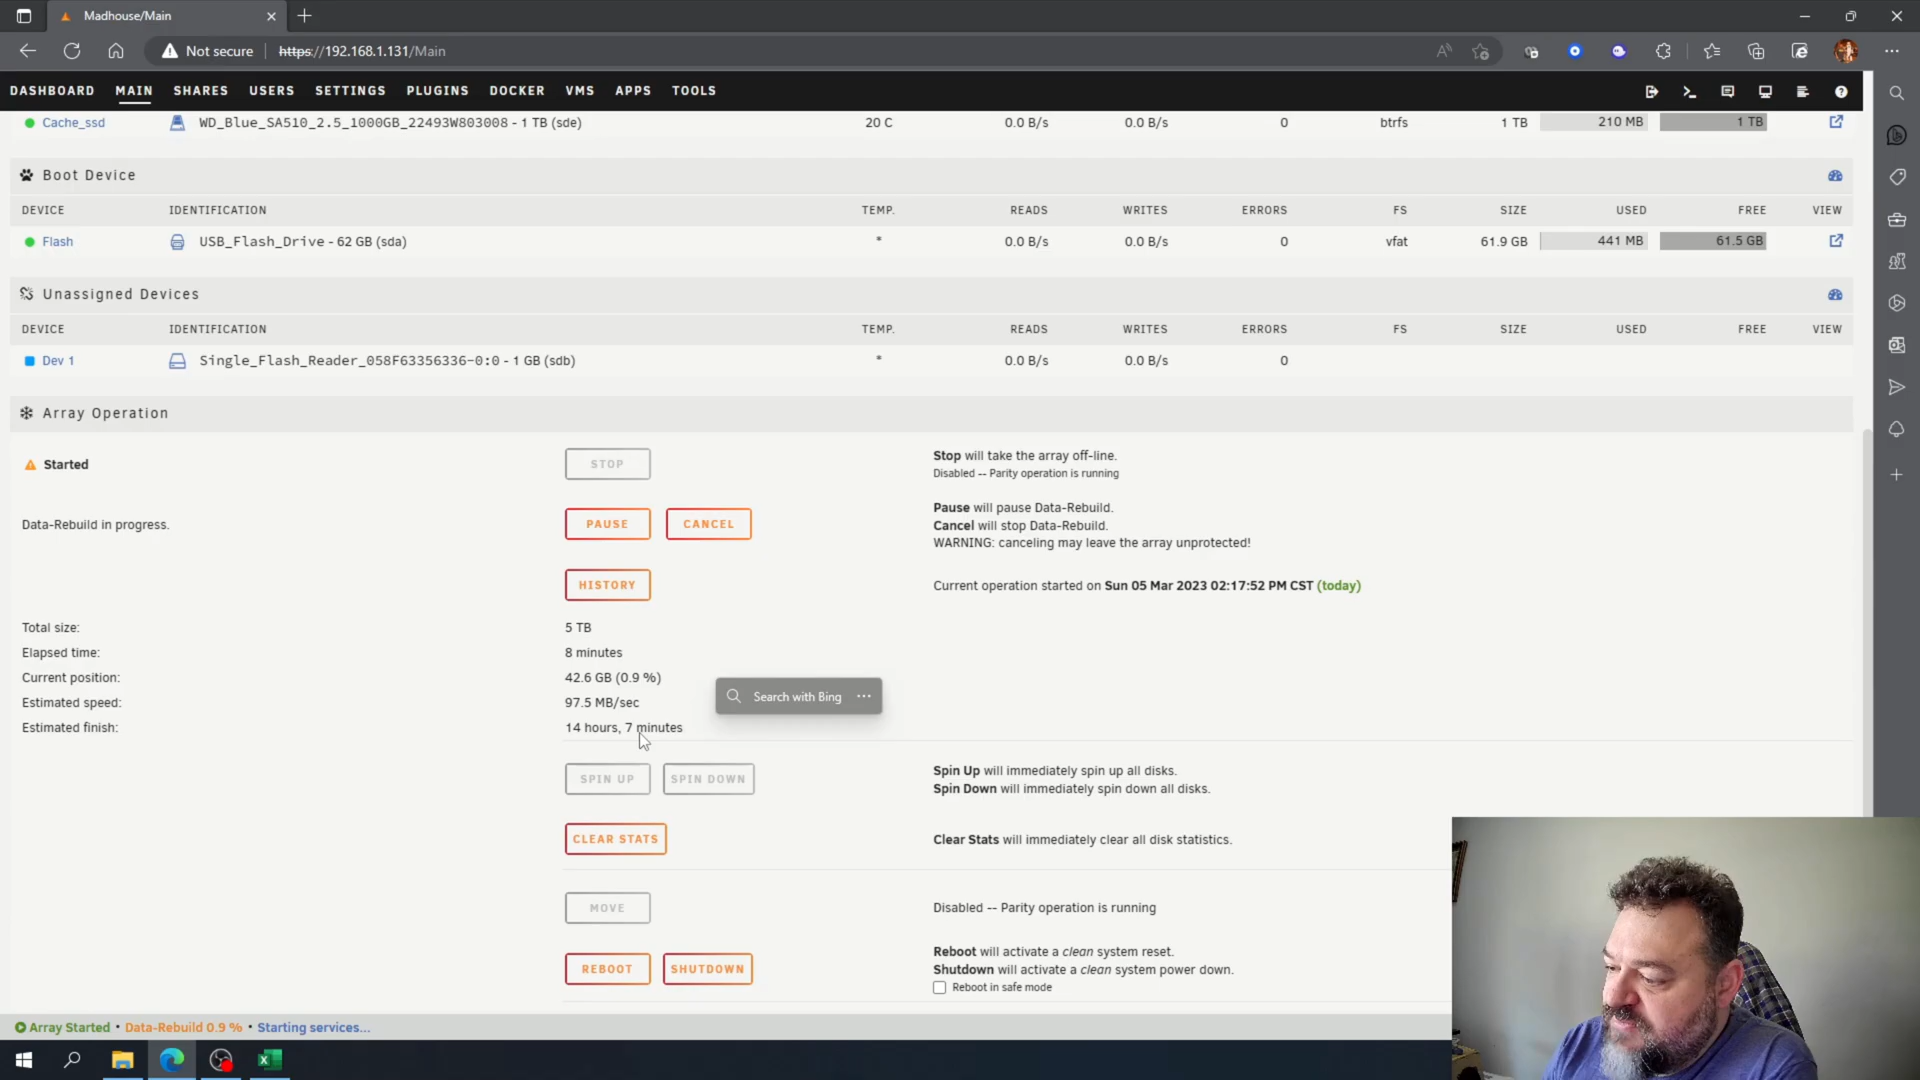 Madhouse/Main
Not secure https://192.168.1.131/Main
DASHBOARD MAIN SHARES USERS SETTINGS PLUGINS DOCKER VMS APPS TOOLS
Cache_ssd WD_Blue_SA510_2.5_1000GB_22493W803008 - 1 TB (sde) 20 C 0.0 B/s 0.0 B/s 0 btrfs 1 TB 210 MB 1 TB
Boot Device
DEVICE IDENTIFICATION TEMP. READS WRITES ERRORS FS SIZE USED FREE VIEW
Flash USB_Flash_Drive - 62 GB (sda) * 0.0 B/s 0.0 B/s 0 vfat 61.9 GB 441 MB 61.5 GB
Unassigned Devices
DEVICE IDENTIFICATION TEMP. READS WRITES ERRORS FS SIZE USED FREE VIEW
Dev 1 Single_Flash_Reader_058F63356336-0:0 - 1 GB (sdb) * 0.0 B/s 0.0 B/s 0
Array Operation
Started STOP Stop will take the array off-line.
Disabled -- Parity operation is running
Data-Rebuild in progress. PAUSE CANCEL Pause will pause Data-Rebuild.
Cancel will stop Data-Rebuild.
WARNING: canceling may leave the array unprotected!
HISTORY Current operation started on Sun 05 Mar 2023 02:17:52 PM CST (today)
Total size: 5 TB
Elapsed time: 8 minutes
Current position: 42.6 GB (0.9 %)
Search with Bing
Estimated speed: 97.5 MB/sec
Estimated finish: 14 hours, 7 minutes
SPIN UP SPIN DOWN Spin Up will immediately spin up all disks.
Spin Down will immediately spin down all disks.
CLEAR STATS Clear Stats will immediately clear all disk statistics.
MOVE Disabled -- Parity operation is running
REBOOT SHUTDOWN Reboot will activate a clean system reset.
Shutdown will activate a clean system power down.
Reboot in safe mode
Array Started • Data-Rebuild 0.9 % • Starting services...